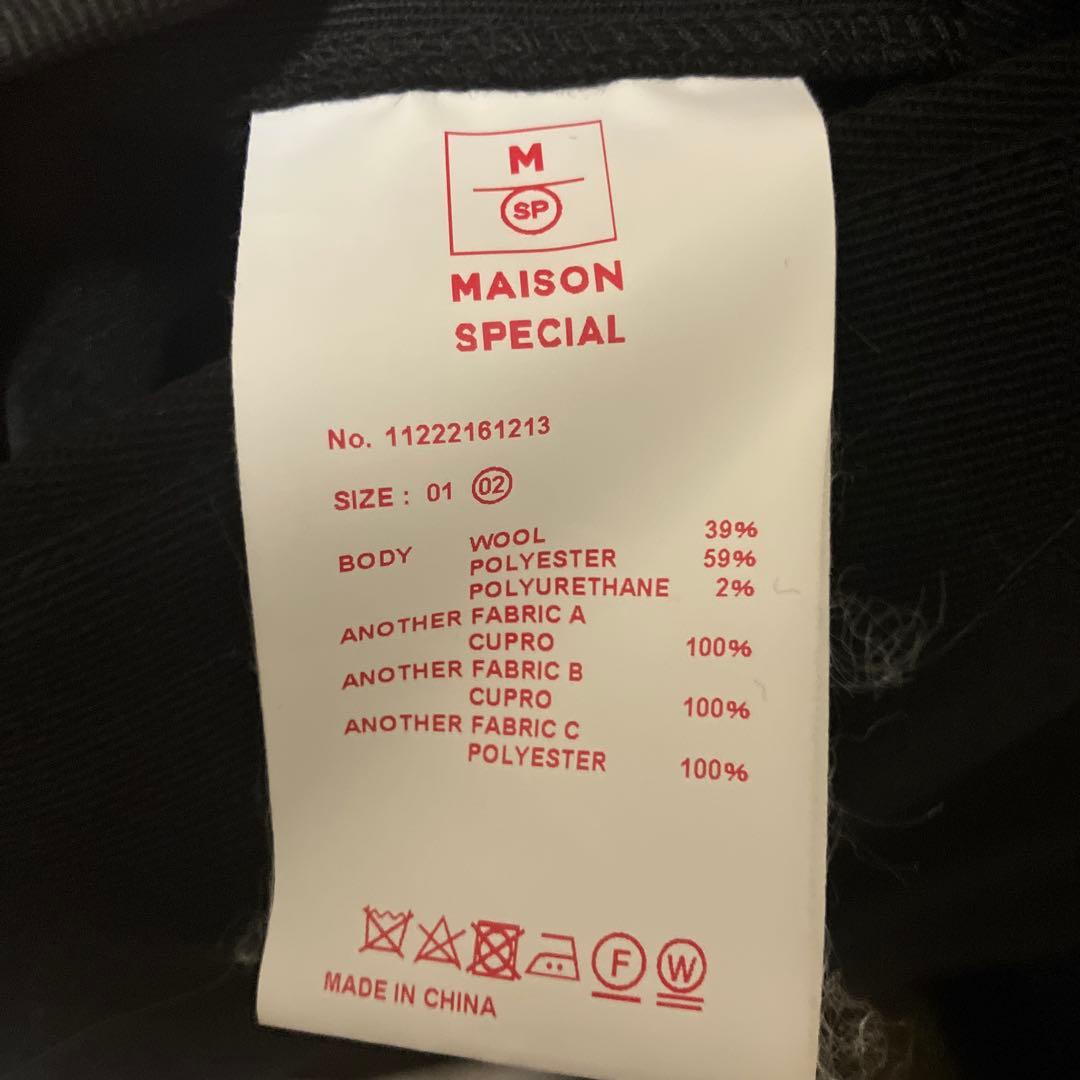 M
SP
MAISON
SPECIAL
No. 11222161213
SIZE : 01 02
BODY WOOL 39%
POLYESTER 59%
POLYURETHANE 2%
ANOTHER FABRIC A
CUPRO 100%
ANOTHER FABRIC B
CUPRO 100%
ANOTHER FABRIC C
POLYESTER 100%
F W
MADE IN CHINA